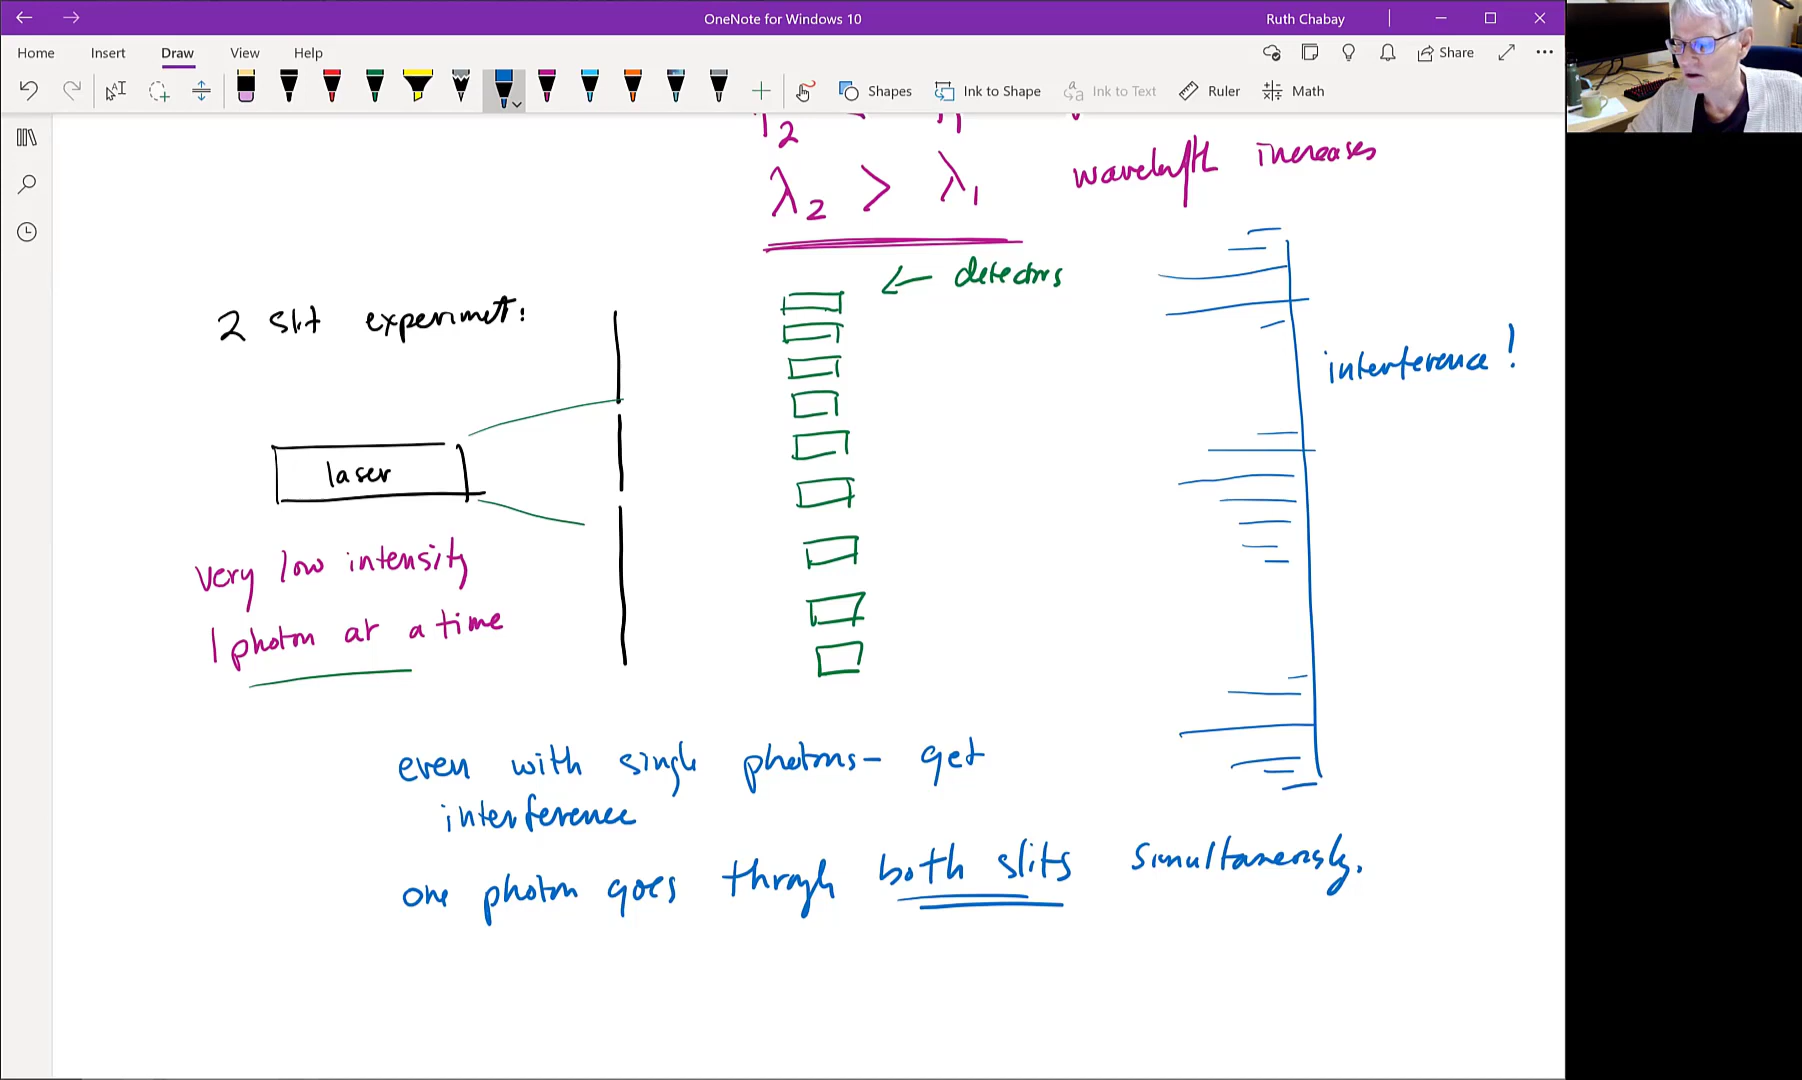 OneNote for Windows 10
Ruth Chabay
Home Insert Draw View Help
Share
Shapes Ink to Shape Ink to Text Ruler Math
2
λ2 > λ1 wavelength increases
← detectors
2 slit experiment:
interference!
laser
very low intensity
1 photon at a time
even with single photons - get
interference
one photon goes through both slits simultaneously.